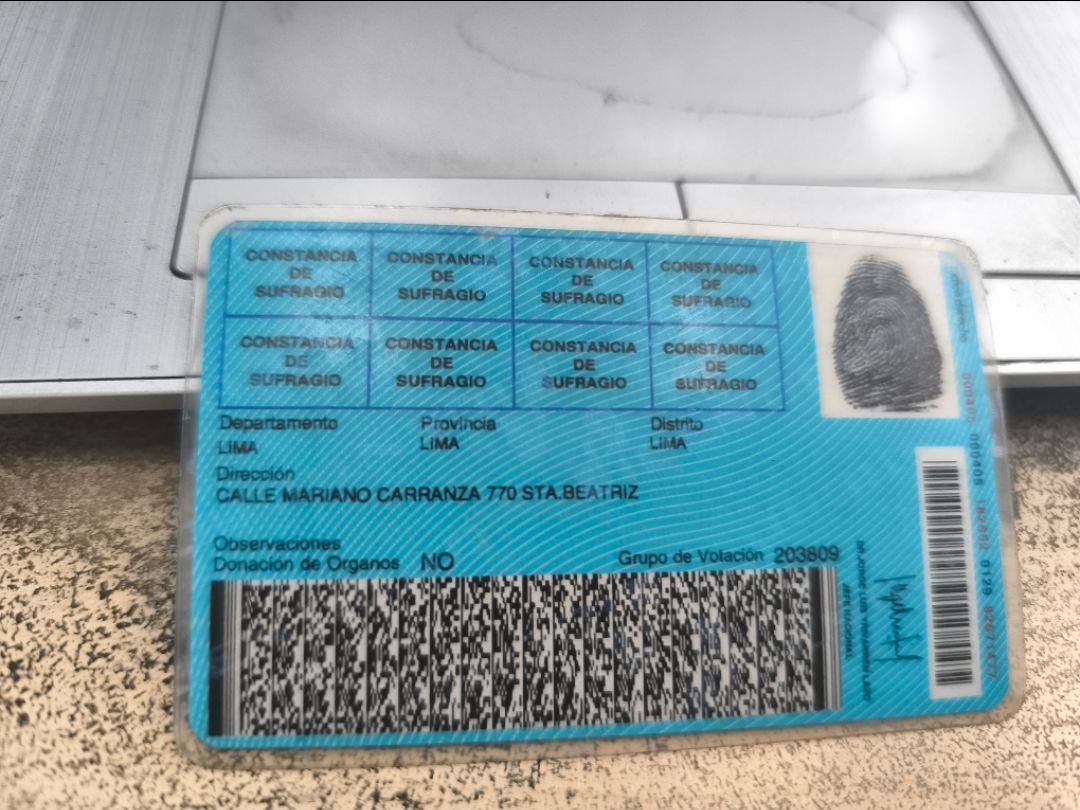 CONSTANCIA DE SUFRAGIO
CONSTANCIA DE SUFRAGIO
CONSTANCIA DE SUFRAGIO
CONSTANCIA DE SUFRAGIO
CONSTANCIA DE SUFRAGIO
CONSTANCIA DE SUFRAGIO
CONSTANCIA DE SUFRAGIO
CONSTANCIA DE SUFRAGIO
Departamento Provincia Distrito
LIMA LIMA LIMA
Dirección
CALLE MARIANO CARRANZA 770 STA.BEATRIZ
Observaciones
Donación de Organos NO Grupo de Votación 203809
JEFE NACIONAL